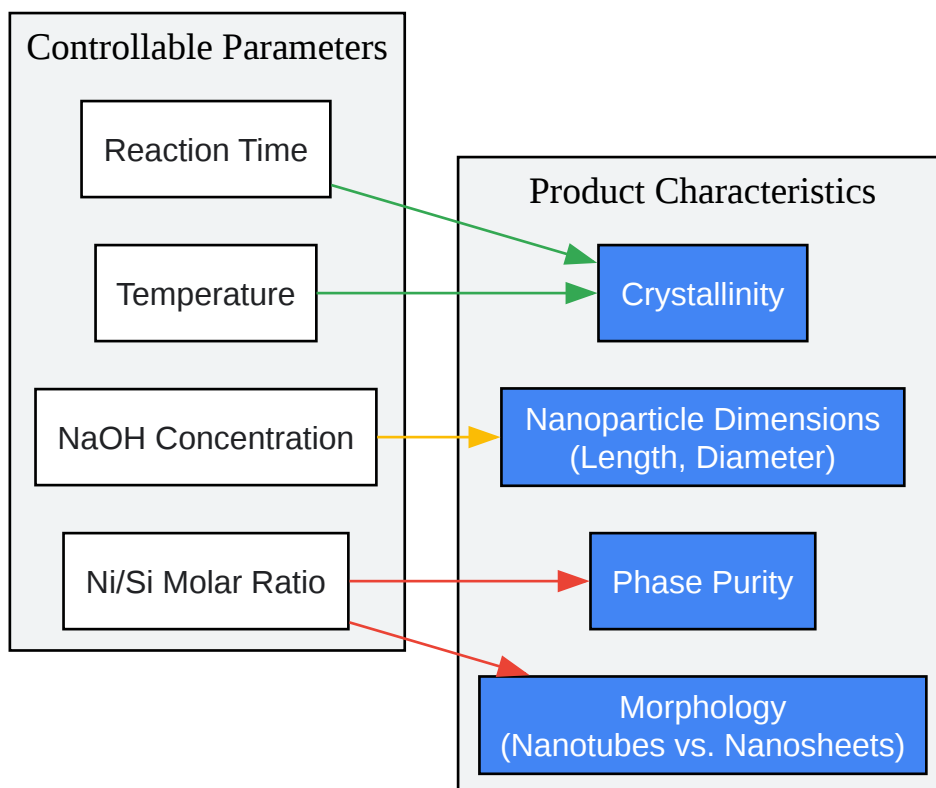 Controllable Parameters
Reaction Time
Temperature
NaOH Concentration
Ni/Si Molar Ratio
Product Characteristics
Crystallinity
Nanoparticle Dimensions
(Length, Diameter)
Phase Purity
Morphology
(Nanotubes vs. Nanosheets)